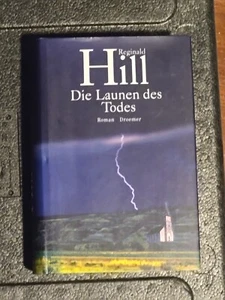 Reginald
Hill
Die Launen des
Todes
Roman Droemer